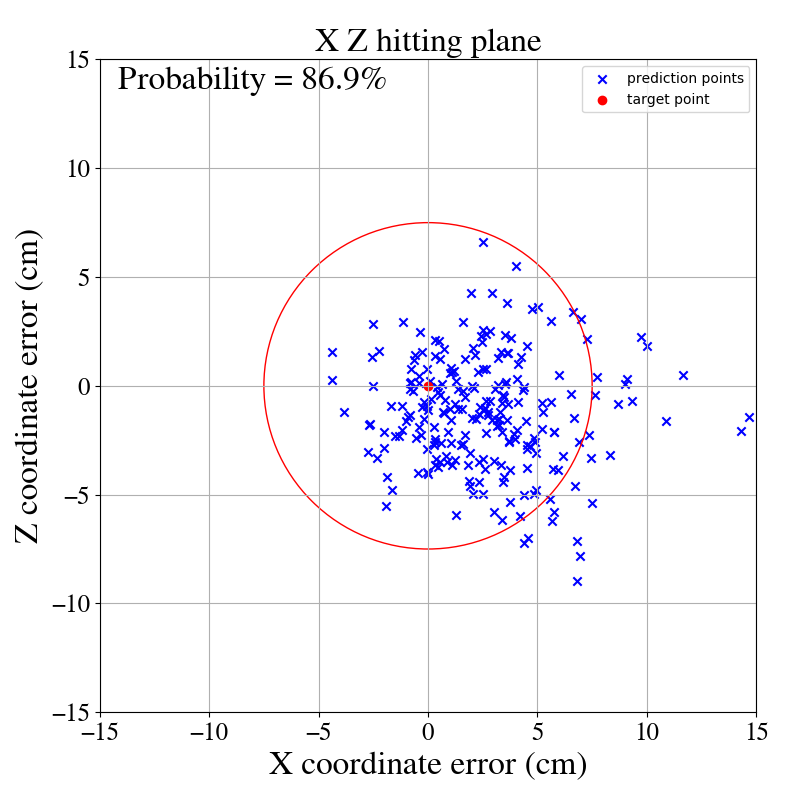 X Z hitting plane
Probability = 86.9%
prediction points
target point
15
10
5
0
−5
−10
−15
Z coordinate error (cm)
−15 −10 −5 0 5 10 15
X coordinate error (cm)